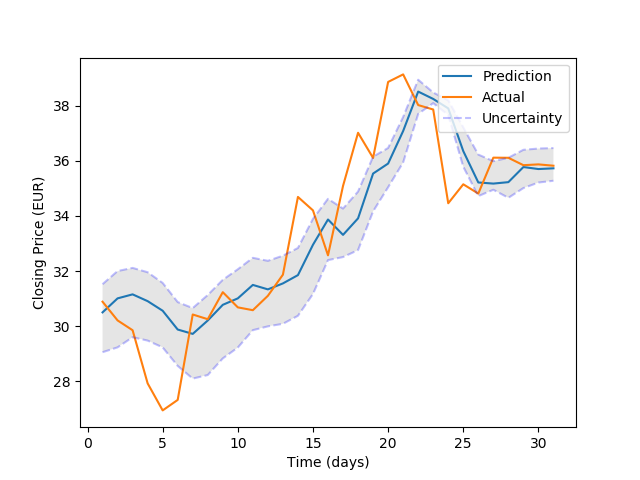 Prediction
Actual
Uncertainty
38
36
34
32
30
28
Closing Price (EUR)
0 5 10 15 20 25 30
Time (days)